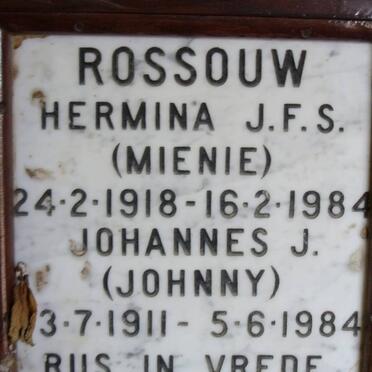 ROSSOUW
HERMINA J.F.S.
(MIENIE)
24·2·1918-16·2·1984
JOHANNES J.
(JOHNNY)
3·7·1911- 5·6·1984
RUS IN VREDE